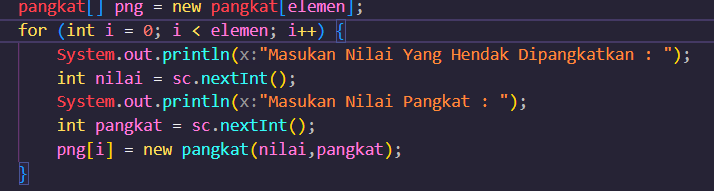 pangkat[] png = new pangkat[elemen];
for (int i = 0; i < elemen; i++) {
System.out.println(x:"Masukan Nilai Yang Hendak Dipangkatkan : ");
int nilai = sc.nextInt();
System.out.println(x:"Masukan Nilai Pangkat : ");
int pangkat = sc.nextInt();
png[i] = new pangkat(nilai,pangkat);
}